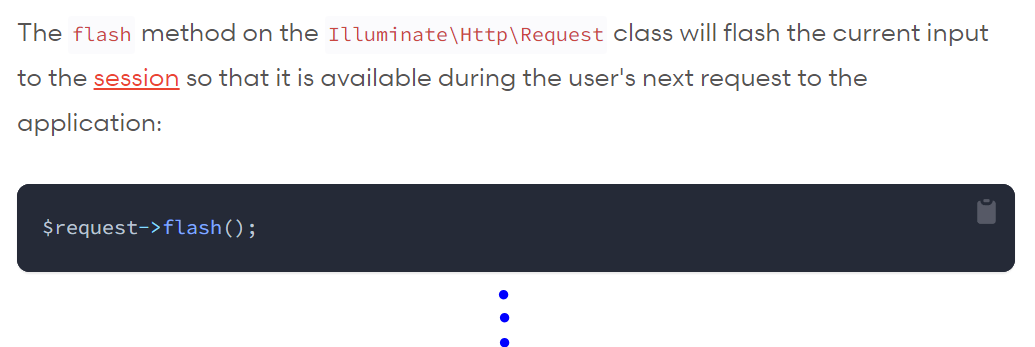 The flash method on the Illuminate\Http\Request class will flash the current input
to the session so that it is available during the user's next request to the
application:
$request->flash();